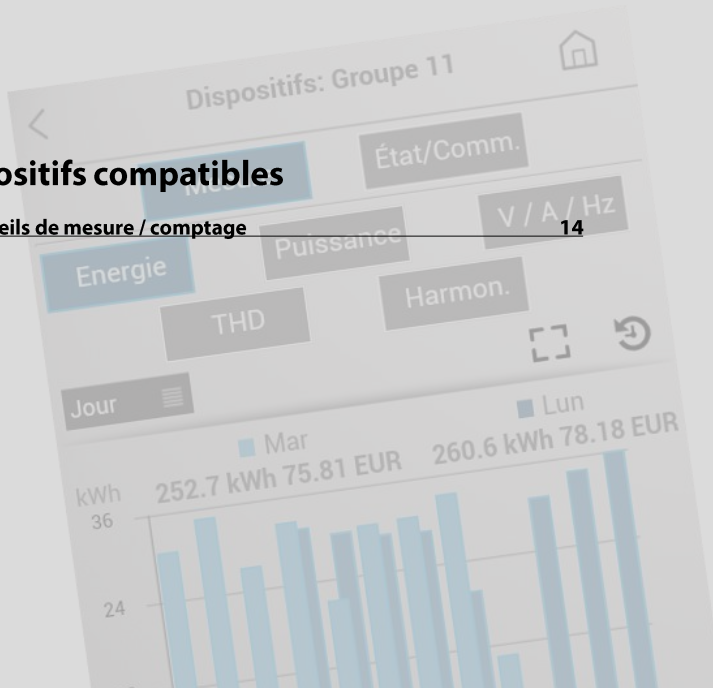 Dispositifs: Groupe 11
ositifs compatibles
État/Comm.
eils de mesure / comptage 14
Energie
Puissance
V / A / Hz
THD
Harmon.
Jour
Mar
Lun
kWh
252.7 kWh 75.81 EUR
260.6 kWh 78.18 EUR
36
24